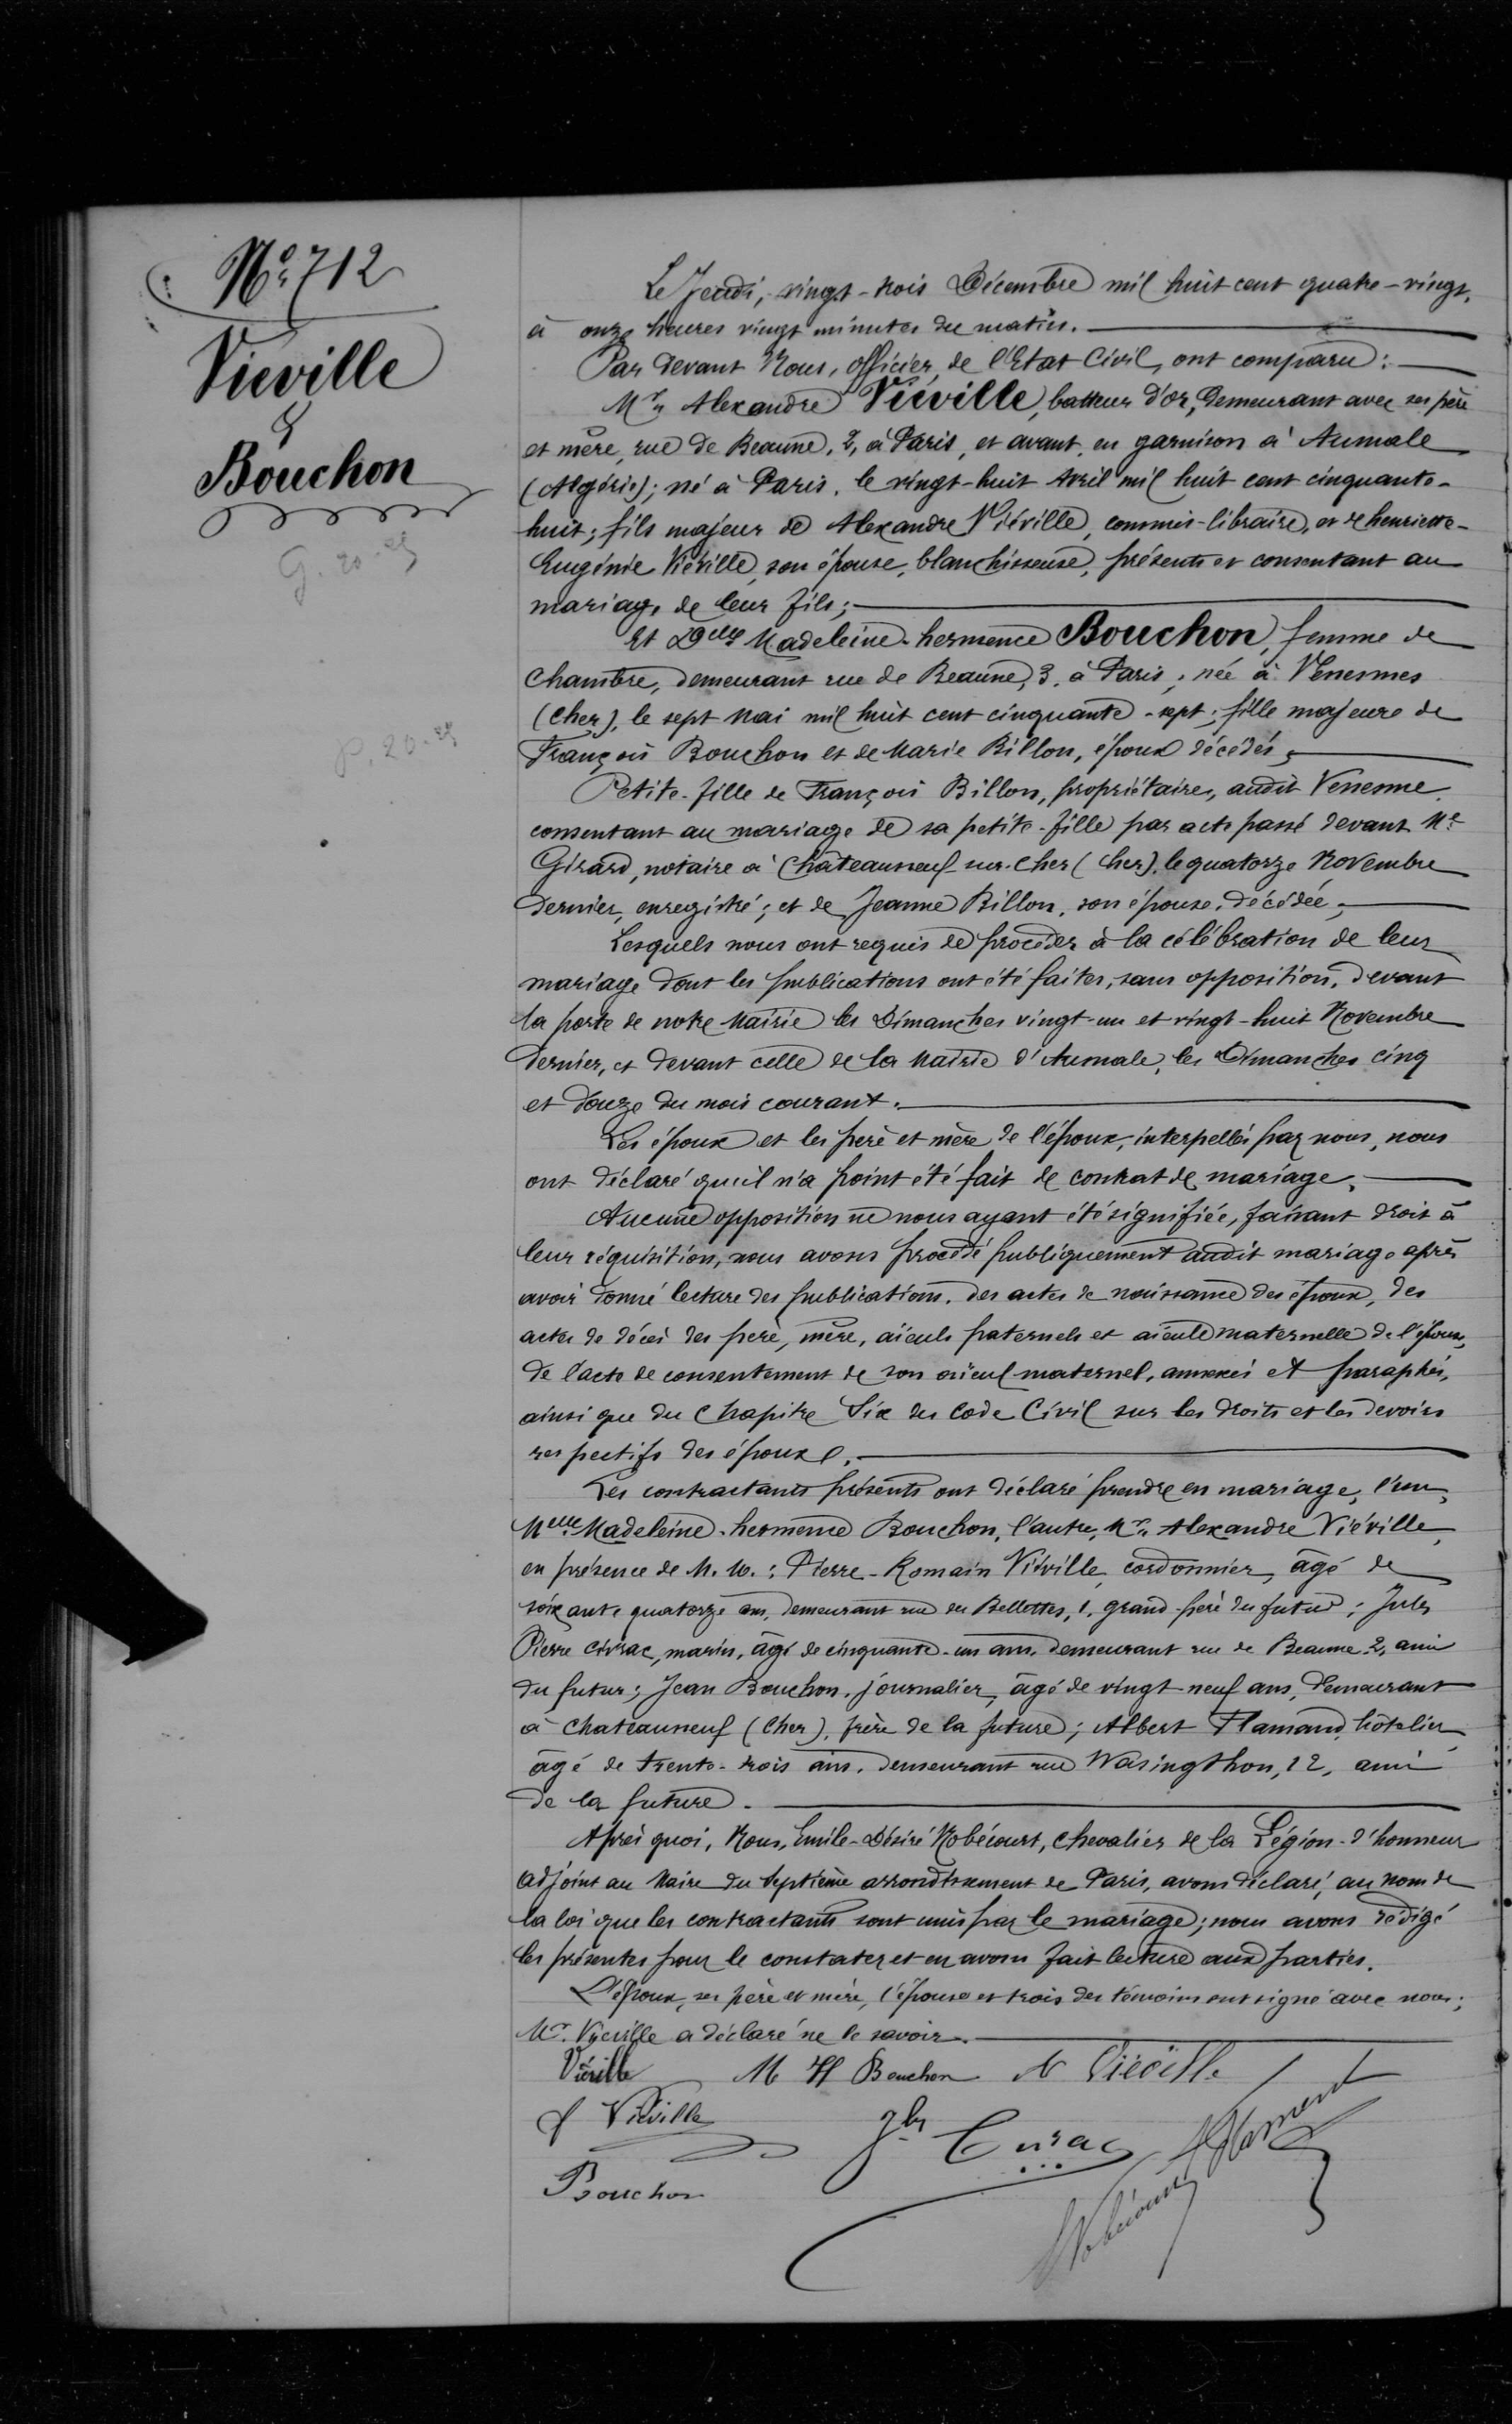 N° 712
Viéville
&
Bouchon
G. 20.
P 20.
Le Jeudi, vingt-trois Décembre mil huit cent quatre-vingt,
à onze heures vingt minutes du matin.
Par devant Nous, officier de l'Etat Civil, ont comparu :
Mr. Alexandre Viéville, batteur d'or, demeurant avec ses père
et mère, rue de Beaune, 2, à Paris, et avant, en garnison à Aumale
(Algérie); né à Paris, le vingt-huit Avril mil huit cent cinquante-
huit; fils majeur de Alexandre Viéville, commis-libraire, et de henriette-
Eugénie Viéville, son épouse, blanchisseuse, présents et consentant au
mariage de leur fils;
Et Delle Madeleine-hermence Bouchon, femme de
Chambre, demeurant rue de Beaune, 3, à Paris; née à Venesmes
(Cher), le sept Mai mil huit cent cinquante-sept; fille majeure de
François Bouchon et de Marie Billon, époux décédés;
Petite-fille de François Billon, propriétaire, audit Venesme
consentant au mariage de sa petite-fille par acte passé devant Me
Girard, notaire à Châteauneuf-sur-Cher (Cher), le quatorze Novembre
dernier, enregistré; et de Jeanne Billon, son épouse, décédée;
Lesquels nous ont requis de procéder à la célébration de leur
mariage dont les publications ont été faites, sans opposition, devant
la porte de notre Mairie les Dimanches vingt-un et vingt-huit Novembre
dernier, et devant celle de la Mairie d'Aumale, les Dimanches cinq
et douze du mois courant.
Les époux et les père et mère de l'époux, interpellés par nous, nous
ont déclaré qu'il n'a point été fait de contrat de mariage.
Aucune opposition ne nous ayant été signifiée, faisant droit à
leur réquisition, nous avons procédé publiquement audit mariage après
avoir donné lecture des publications, des actes de naissance des époux, des
actes de décès des père, mère, aïeuls paternels et aïeule maternelle de l'épouse,
de l'acte de consentement de son aïeul maternel, annexés et paraphés,
ainsi que du Chapitre Six du Code Civil sur les droits et les devoirs
respectifs des époux.
Les contractants présents ont déclaré prendre en mariage, l'un,
Melle Madeleine-hermence Bouchon, l'autre, Mr. Alexandre Viéville,
en présence de M. M. : Pierre-Romain Viéville, cordonnier, âgé de
soixante quatorze ans, demeurant rue des Bellettes, 1, grand-père du futur; Jules
Pierre Civrac, marin, âgé de cinquante-un ans, demeurant rue de Beaune 2, ami
du futur; Jean Bouchon, journalier, âgé de vingt-neuf ans, demeurant
à Chateauneuf (Cher), frère de la future; Albert Flamand, hôtelier,
âgé de trente-trois ans, demeurant rue Wasingthon, 12, ami
de la future.
Après quoi, Nous, Emile-Désiré Nobécourt, Chevalier de la Légion-d'honneur
adjoint au Maire du Septième arrondissement de Paris, avons déclaré, au nom de
la loi que les contractants sont unis par le mariage; nous avons rédigé
les présentes pour le constater et en avons fait lecture aux parties.
L'époux, ses père et mère, l'épouse et trois des témoins ont signé avec nous;
Mr. Viéville a déclaré ne le savoir.
Viéville M H Bouchon Viéville
Viéville Jles Civrac
Bouchon Nobécourt